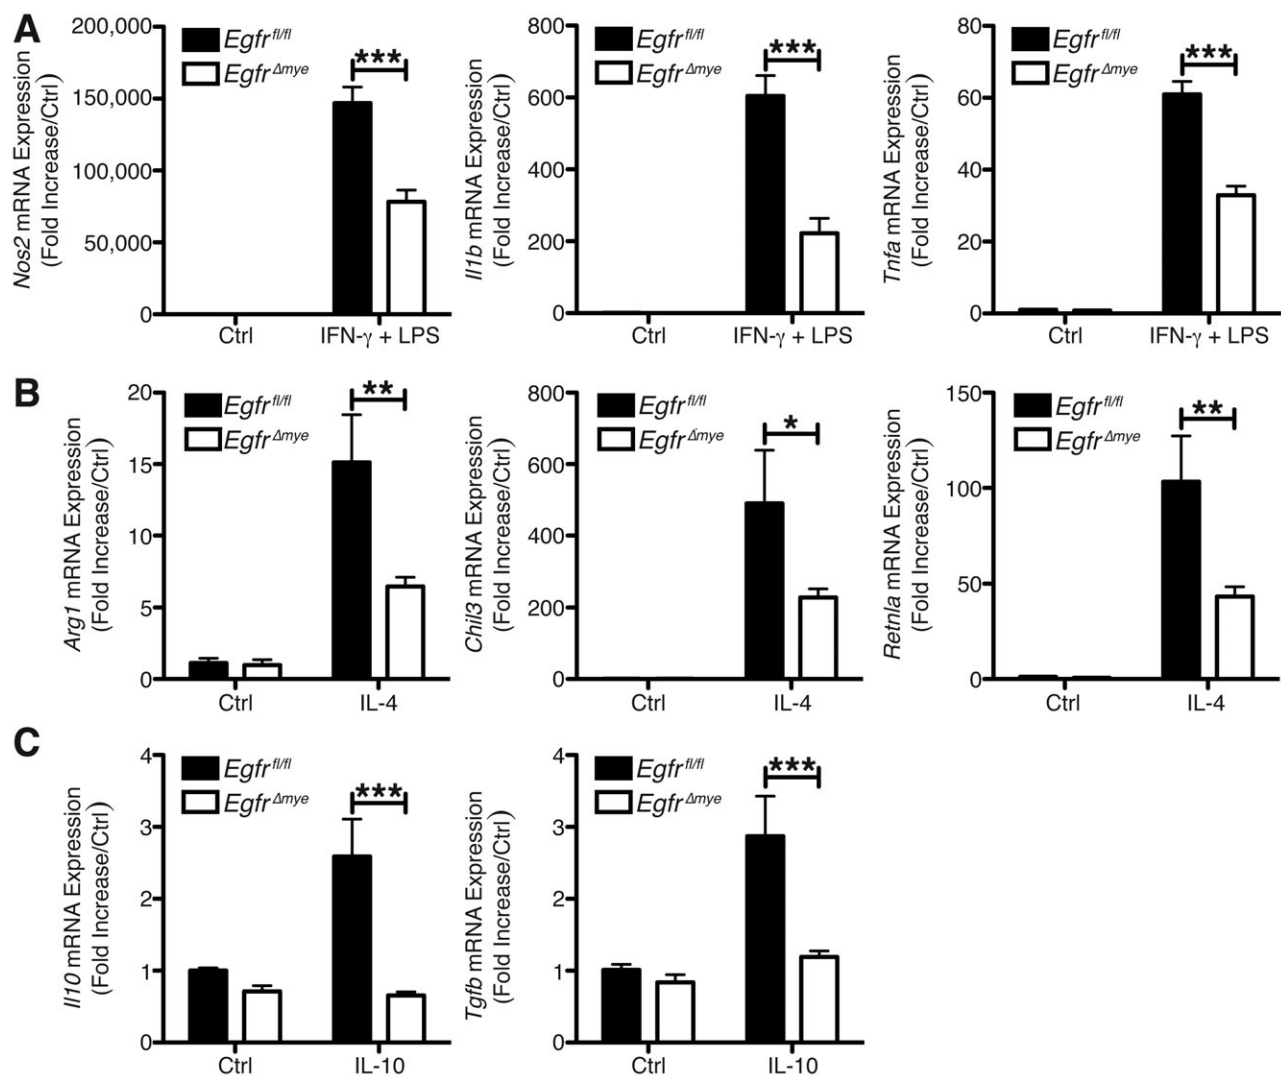 A
Nos2 mRNA Expression
(Fold Increase/Ctrl)
200,000
150,000
100,000
50,000
0
Egfr fl/fl
Egfr Δmye
***
Ctrl
IFN-γ + LPS
Il1b mRNA Expression
(Fold Increase/Ctrl)
800
600
400
200
0
Egfr fl/fl
Egfr Δmye
***
Ctrl
IFN-γ + LPS
Tnfa mRNA Expression
(Fold Increase/Ctrl)
80
60
40
20
0
Egfr fl/fl
Egfr Δmye
***
Ctrl
IFN-γ + LPS
B
Arg1 mRNA Expression
(Fold Increase/Ctrl)
20
15
10
5
0
Egfr fl/fl
Egfr Δmye
**
Ctrl
IL-4
Chil3 mRNA Expression
(Fold Increase/Ctrl)
800
600
400
200
0
Egfr fl/fl
Egfr Δmye
*
Ctrl
IL-4
Retnla mRNA Expression
(Fold Increase/Ctrl)
150
100
50
0
Egfr fl/fl
Egfr Δmye
**
Ctrl
IL-4
C
Il10 mRNA Expression
(Fold Increase/Ctrl)
4
3
2
1
0
Egfr fl/fl
Egfr Δmye
***
Ctrl
IL-10
Tgfb mRNA Expression
(Fold Increase/Ctrl)
4
3
2
1
0
Egfr fl/fl
Egfr Δmye
***
Ctrl
IL-10